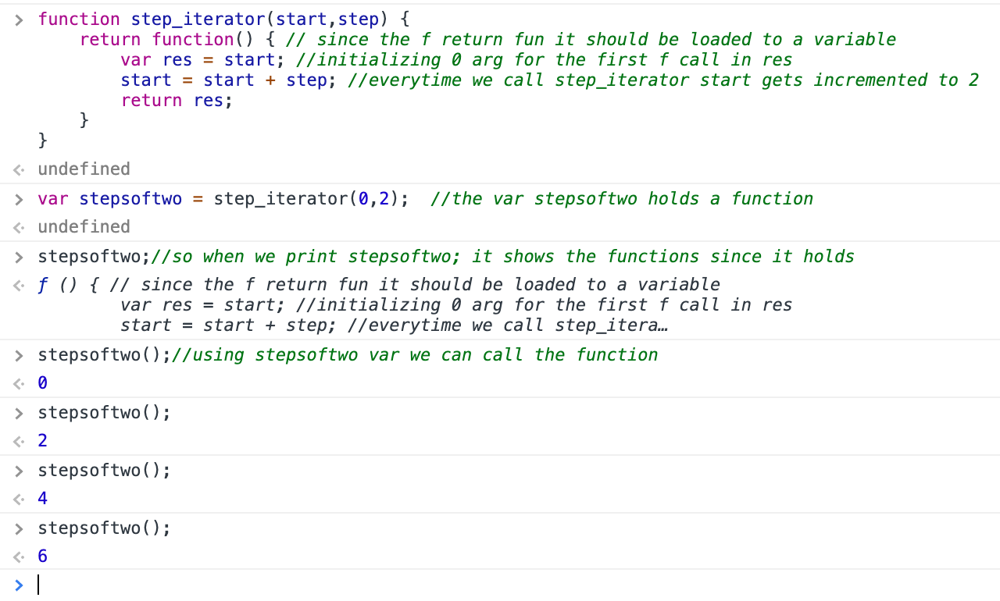 > function step_iterator(start,step) {
return function() { // since the f return fun it should be loaded to a variable
var res = start; //initializing 0 arg for the first f call in res
start = start + step; //everytime we call step_iterator start gets incremented to 2
return res;
}
}
<· undefined
> var stepsoftwo = step_iterator(0,2);  //the var stepsoftwo holds a function
<· undefined
> stepsoftwo;//so when we print stepsoftwo; it shows the functions since it holds
<· ƒ () { // since the f return fun it should be loaded to a variable
var res = start; //initializing 0 arg for the first f call in res
start = start + step; //everytime we call step_itera…
> stepsoftwo();//using stepsoftwo var we can call the function
<· 0
> stepsoftwo();
<· 2
> stepsoftwo();
<· 4
> stepsoftwo();
<· 6
>